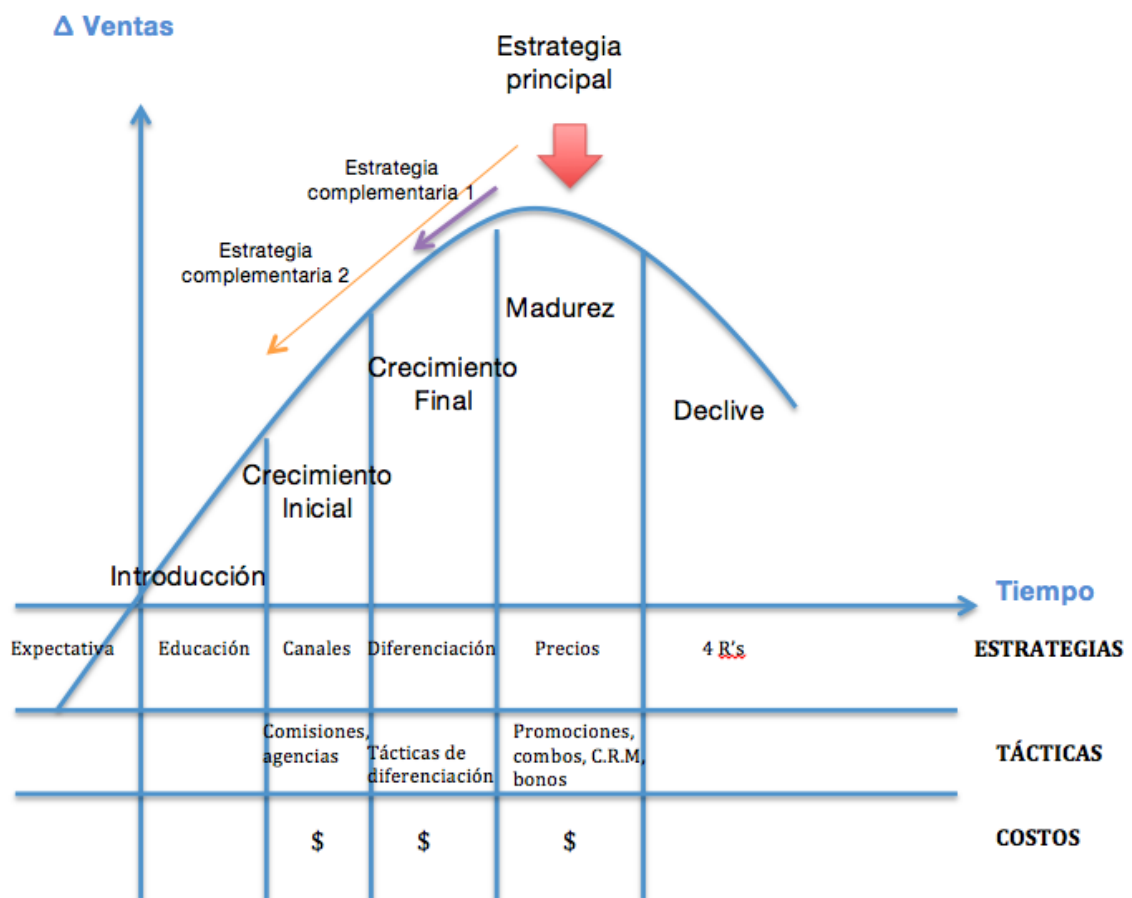 Δ Ventas
Estrategia
principal
Estrategia
complementaria 1
Estrategia
complementaria 2
Madurez
Crecimiento
Final
Declive
Crecimiento
Inicial
Introducción
Tiempo
Expectativa
Educación
Canales
Diferenciación
Precios
4 R's
ESTRATEGIAS
Comisiones,
agencias
Tácticas de
diferenciación
Promociones,
combos, C.R.M,
bonos
TÁCTICAS
$
$
$
COSTOS